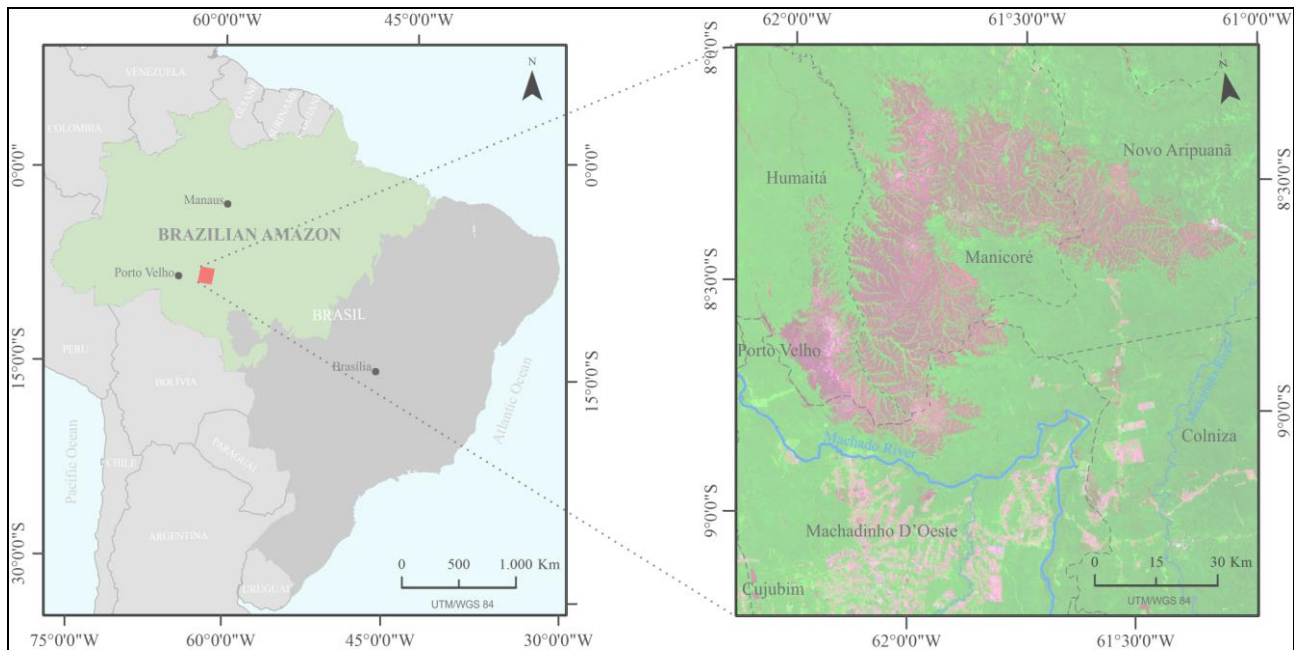 60°0'0"W
45°0'0"W
62°0'0"W
61°30'0"W
61°0'0"W
N
VENEZUELA
SURINAME
COLOMBIA
0°0'0"
0°0'0"
Manaus
BRAZILIAN AMAZON
Porto Velho
BRASIL
PERU
BOLÍVIA
Brasília
15°0'0"S
15°0'0"S
PARAGUAI
Pacific Ocean
Atlantic Ocean
CHILE
ARGENTINA
URUGUAI
30°0'0"S
0 500 1.000 Km
UTM/WGS 84
75°0'0"W
60°0'0"W
45°0'0"W
30°0'0"W
8°0'0"S
N
Novo Aripuanã
Humaitá
8°30'0"S
Manicoré
8°30'0"S
Porto Velho
9°0'0"S
Machado River
Colniza
9°0'0"S
Machadinho D'Oeste
Cujubim
0 15 30 Km
UTM/WGS 84
62°0'0"W
61°30'0"W